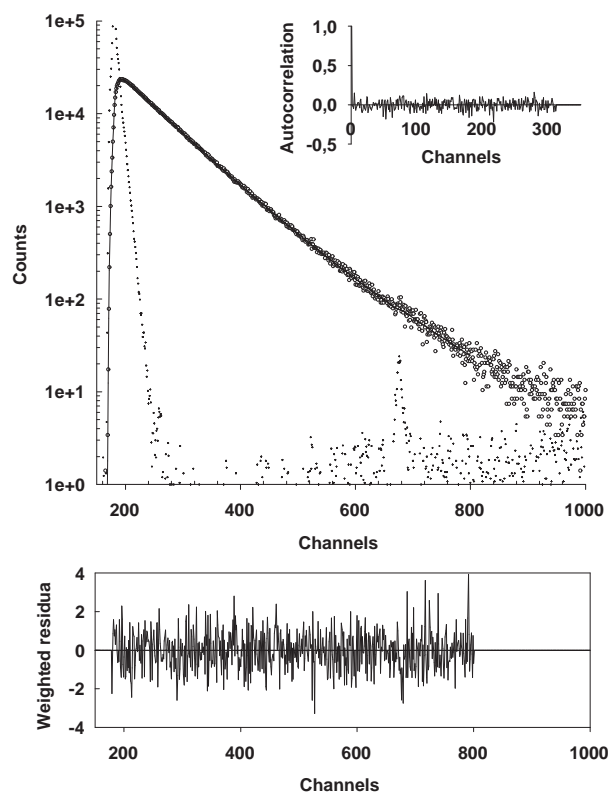 1e+5
1e+4
1e+3
1e+2
1e+1
1e+0
Counts
200 400 600 800 1000
Channels
1,0
0,5
0,0
-0,5
Autocorrelation
0 100 200 300
Channels
4
2
0
-2
-4
Weighted residua
200 400 600 800 1000
Channels